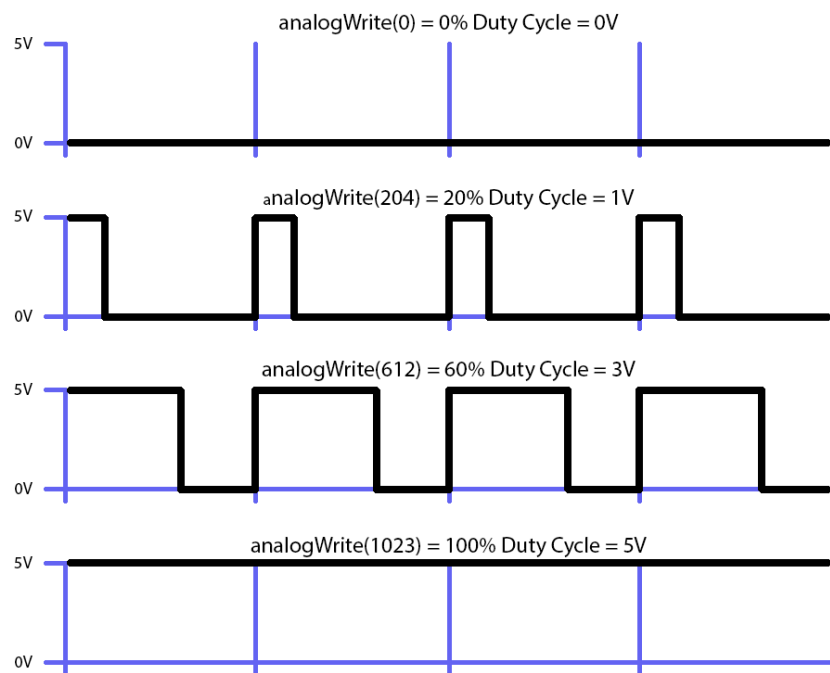 analogWrite(0) = 0% Duty Cycle = 0V
5V
0V
analogWrite(204) = 20% Duty Cycle = 1V
5V
0V
analogWrite(612) = 60% Duty Cycle = 3V
5V
0V
analogWrite(1023) = 100% Duty Cycle = 5V
5V
0V